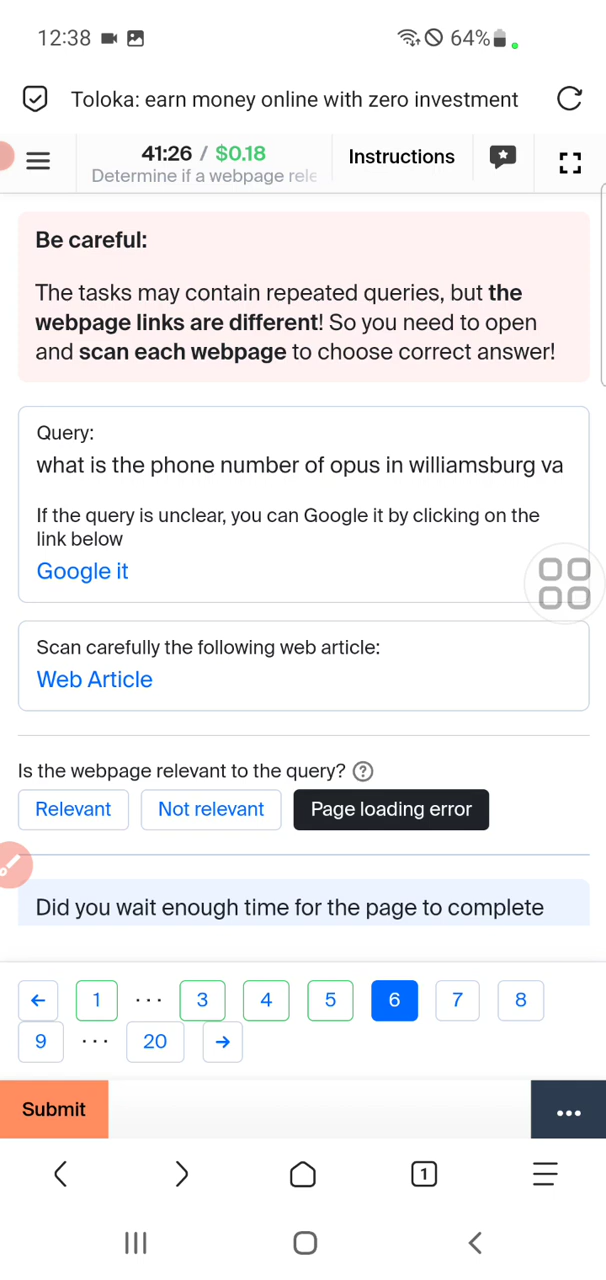 12:38
64%
Toloka: earn money online with zero investment
41:26 / $0.18
Determine if a webpage rele
Instructions
Be careful:
The tasks may contain repeated queries, but the
webpage links are different! So you need to open
and scan each webpage to choose correct answer!
Query:
what is the phone number of opus in williamsburg va
If the query is unclear, you can Google it by clicking on the
link below
Google it
Scan carefully the following web article:
Web Article
Is the webpage relevant to the query? ?
Relevant Not relevant Page loading error
Did you wait enough time for the page to complete
1 ... 3 4 5 6 7 8
9 ... 20
Submit
1